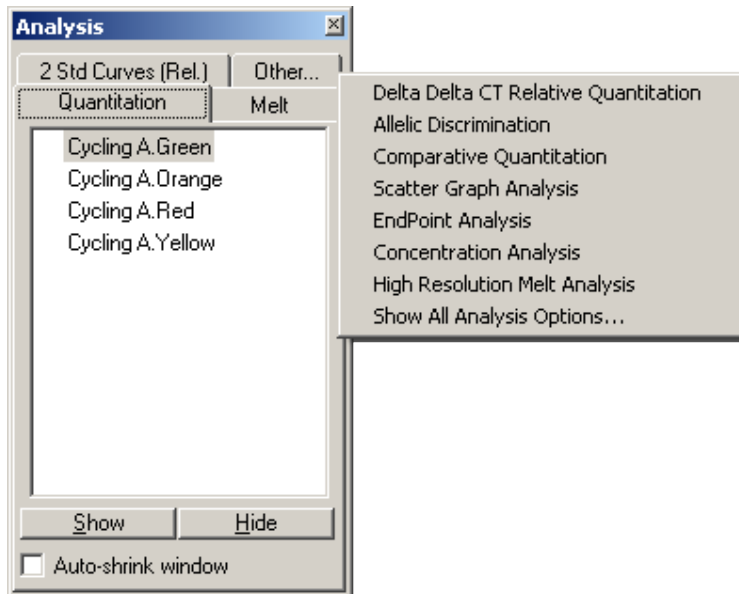 Analysis
2 Std Curves (Rel.)
Other...
Quantitation
Melt
Cycling A.Green
Cycling A.Orange
Cycling A.Red
Cycling A.Yellow
Show
Hide
Auto-shrink window
Delta Delta CT Relative Quantitation
Allelic Discrimination
Comparative Quantitation
Scatter Graph Analysis
EndPoint Analysis
Concentration Analysis
High Resolution Melt Analysis
Show All Analysis Options...